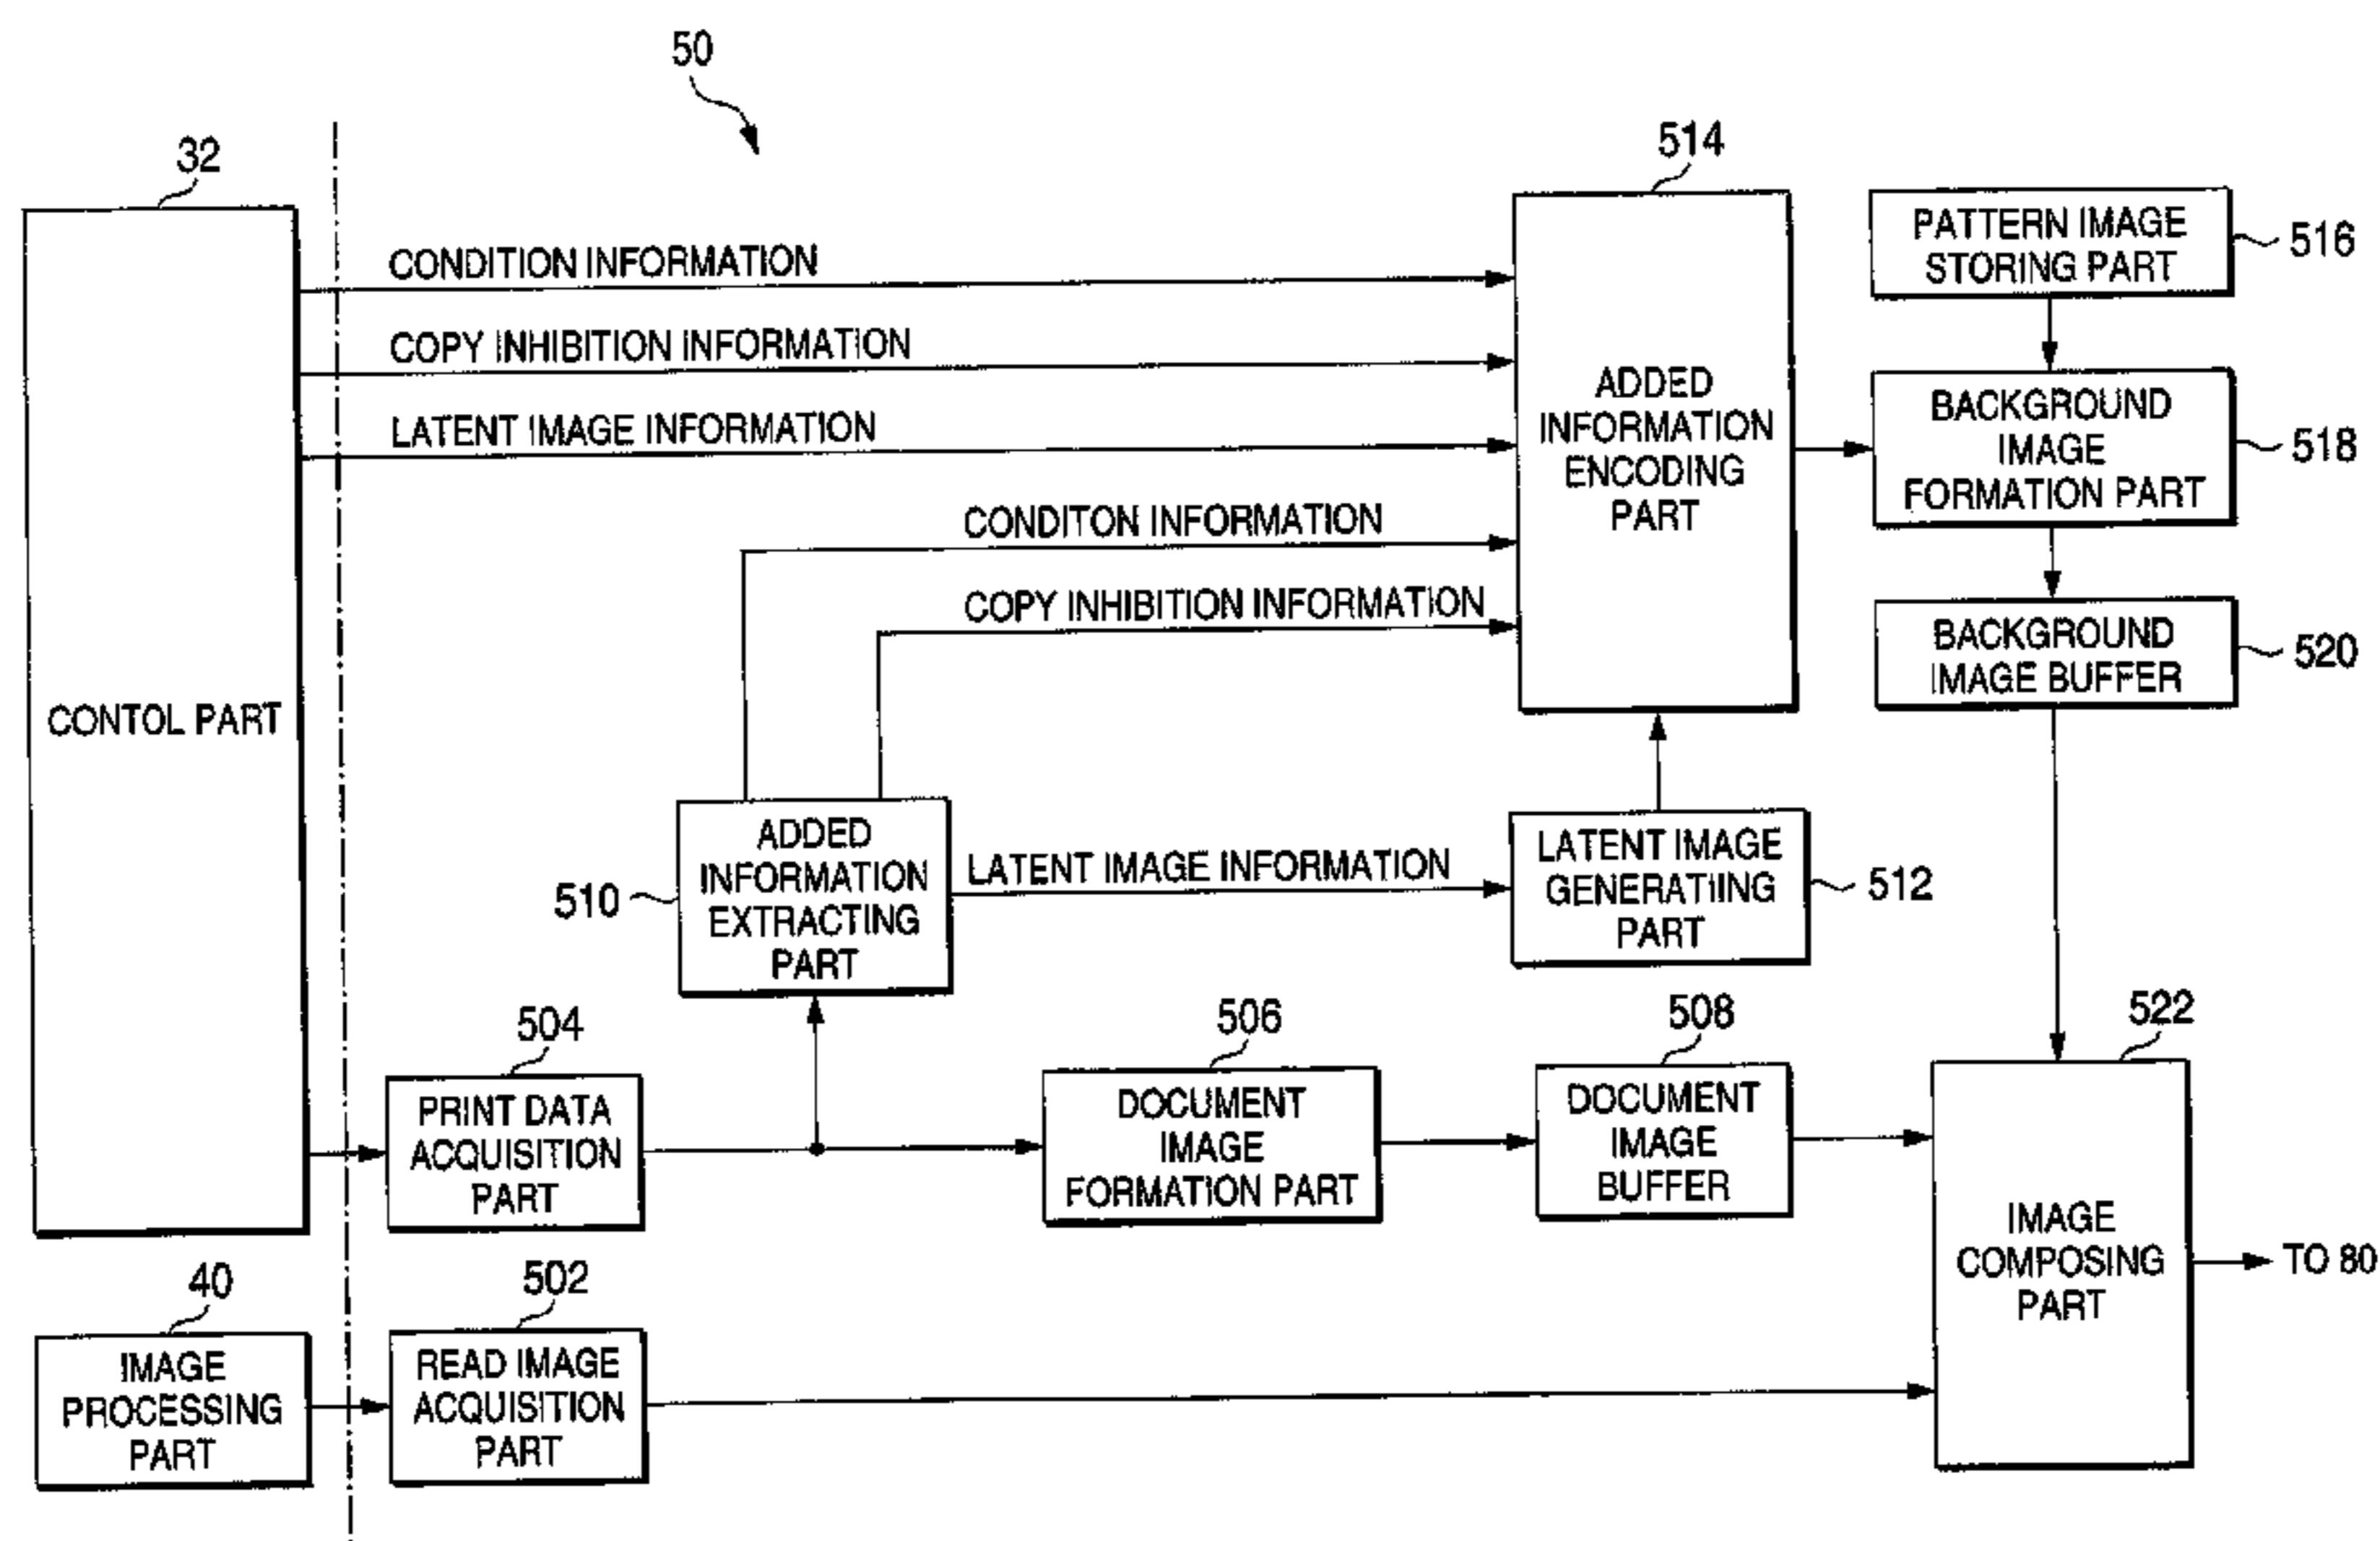 50
32
514
CONDITION INFORMATION
COPY INHIBITION INFORMATION
LATENT IMAGE INFORMATION
CONDITON INFORMATION
COPY INHIBITION INFORMATION
CONTOL PART
ADDED
INFORMATION
ENCODING
PART
PATTERN IMAGE
STORING PART
516
BACKGROUND
IMAGE
FORMATION PART
518
BACKGROUND
IMAGE BUFFER
520
510
ADDED
INFORMATION
EXTRACTING
PART
LATENT IMAGE INFORMATION
LATENT IMAGE
GENERATIING
PART
512
504
PRINT DATA
ACQUISITION
PART
506
DOCUMENT
IMAGE
FORMATION PART
508
DOCUMENT
IMAGE
BUFFER
522
IMAGE
COMPOSING
PART
TO 80
40
IMAGE
PROCESSING
PART
502
READ IMAGE
ACQUISITION
PART